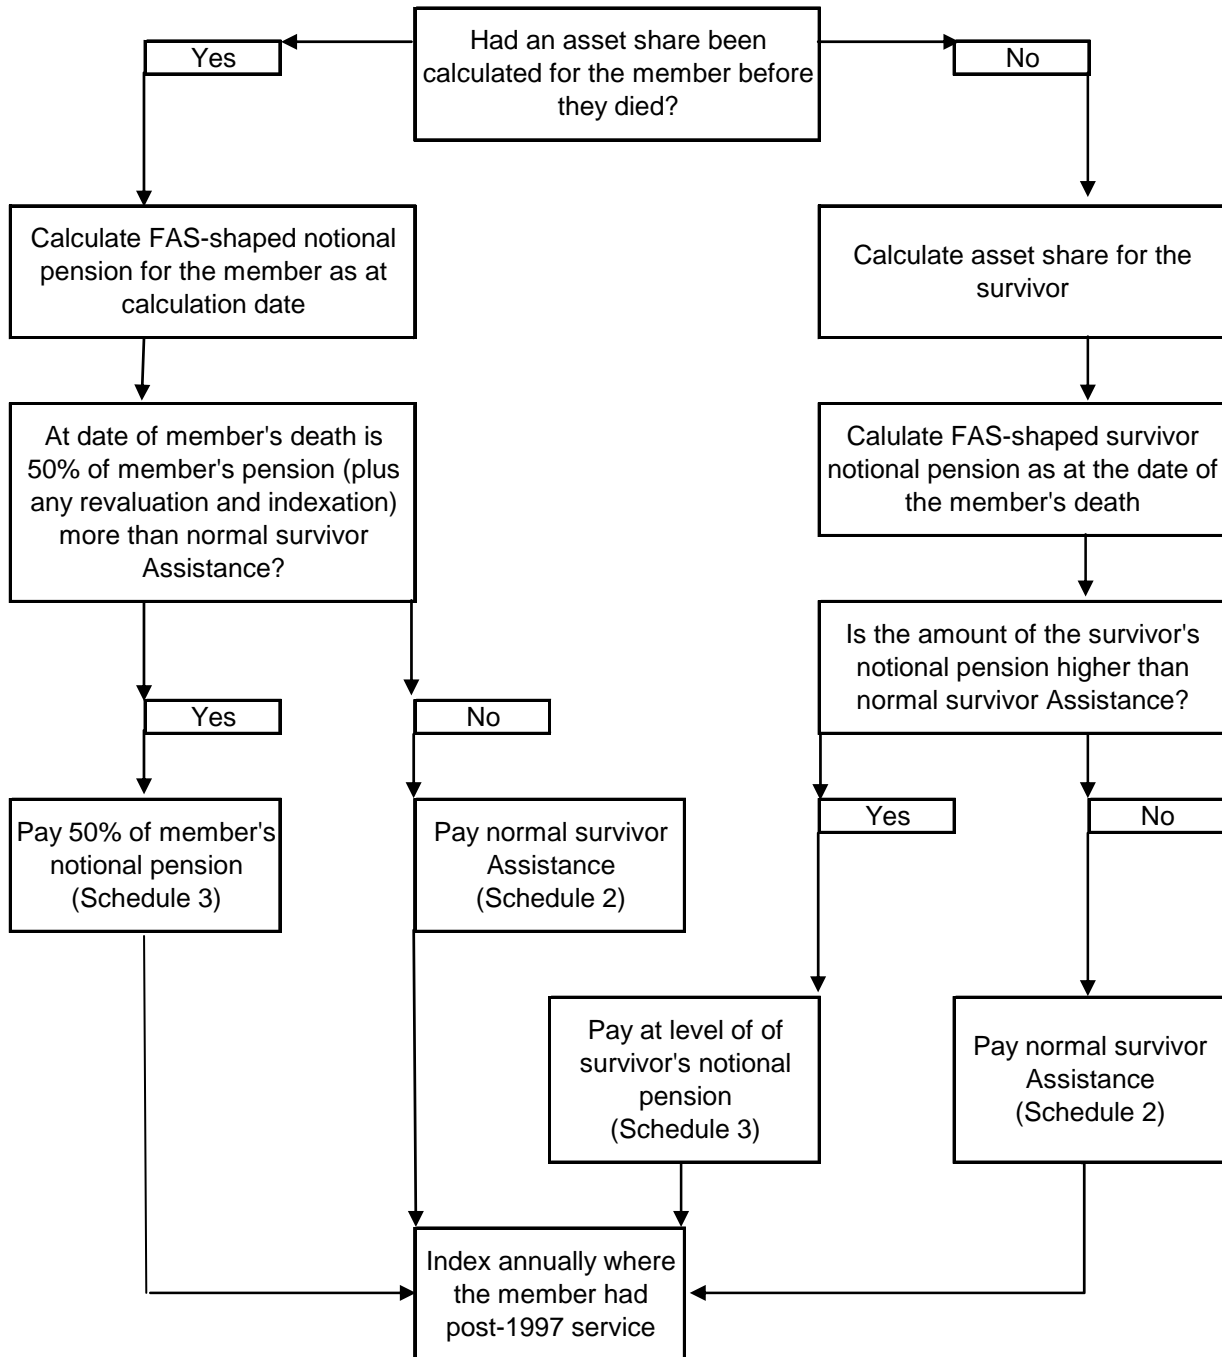 Had an asset share been
calculated for the member before
they died?
Yes
No
Calculate FAS-shaped notional
pension for the member as at
calculation date
Calculate asset share for the
survivor
At date of member's death is
50% of member's pension (plus
any revaluation and indexation)
more than normal survivor
Assistance?
Calulate FAS-shaped survivor
notional pension as at the date of
the member's death
Is the amount of the survivor's
notional pension higher than
normal survivor Assistance?
Yes
No
Pay 50% of member's
notional pension
(Schedule 3)
Pay normal survivor
Assistance
(Schedule 2)
Yes
No
Pay at level of of
survivor's notional
pension
(Schedule 3)
Pay normal survivor
Assistance
(Schedule 2)
Index annually where
the member had
post-1997 service